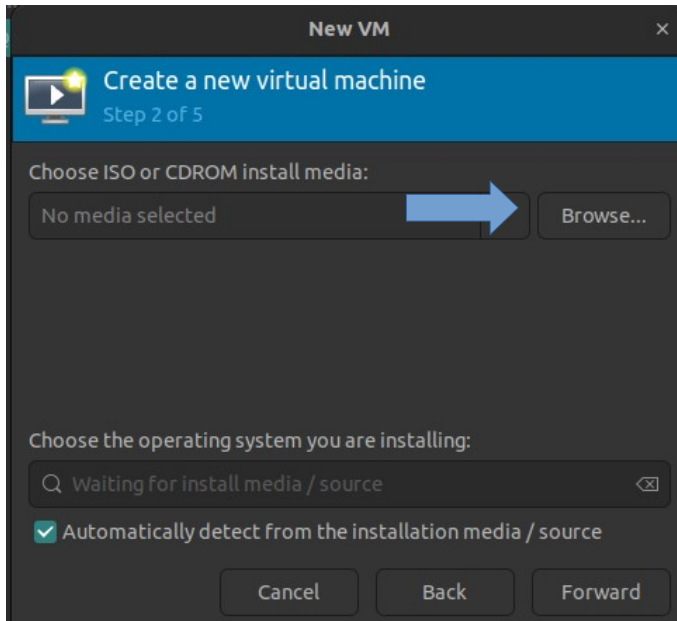 New VM
Create a new virtual machine
Step 2 of 5
Choose ISO or CDROM install media:
No media selected
Browse...
Choose the operating system you are installing:
Waiting for install media / source
Automatically detect from the installation media / source
Cancel Back Forward